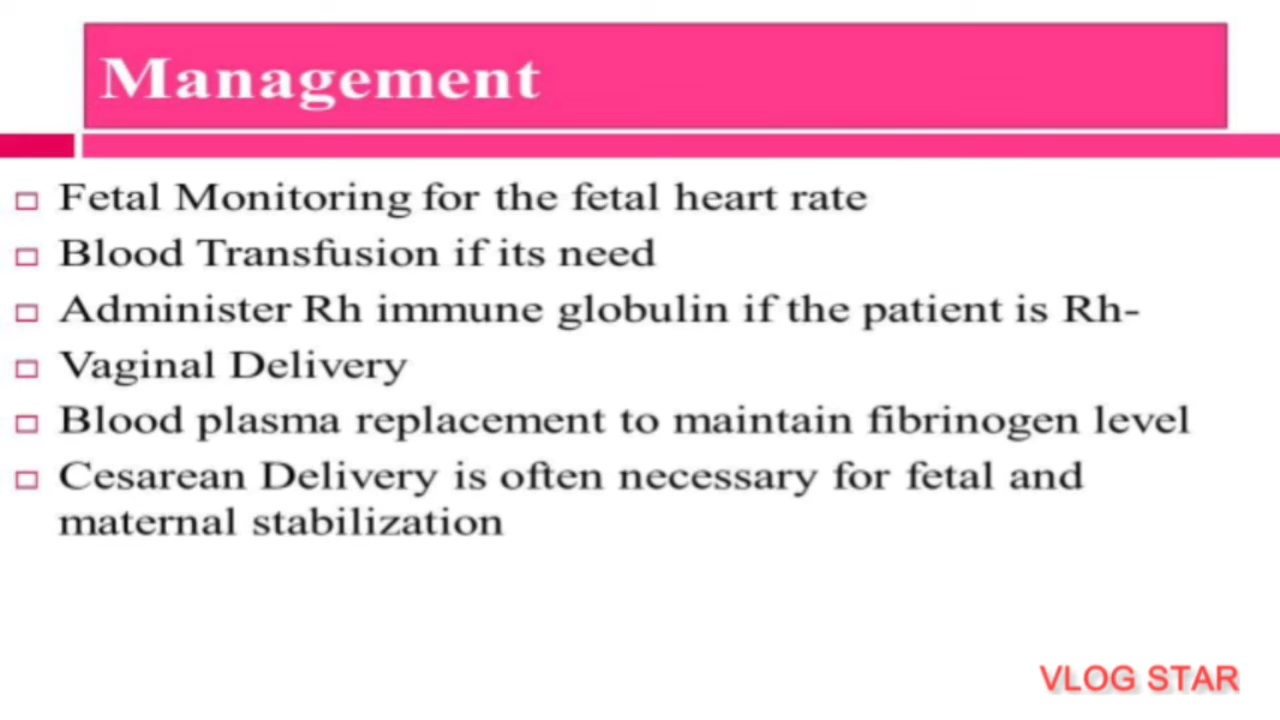 Management
Fetal Monitoring for the fetal heart rate
Blood Transfusion if its need
Administer Rh immune globulin if the patient is Rh-
Vaginal Delivery
Blood plasma replacement to maintain fibrinogen level
Cesarean Delivery is often necessary for fetal and
maternal stabilization
VLOG STAR